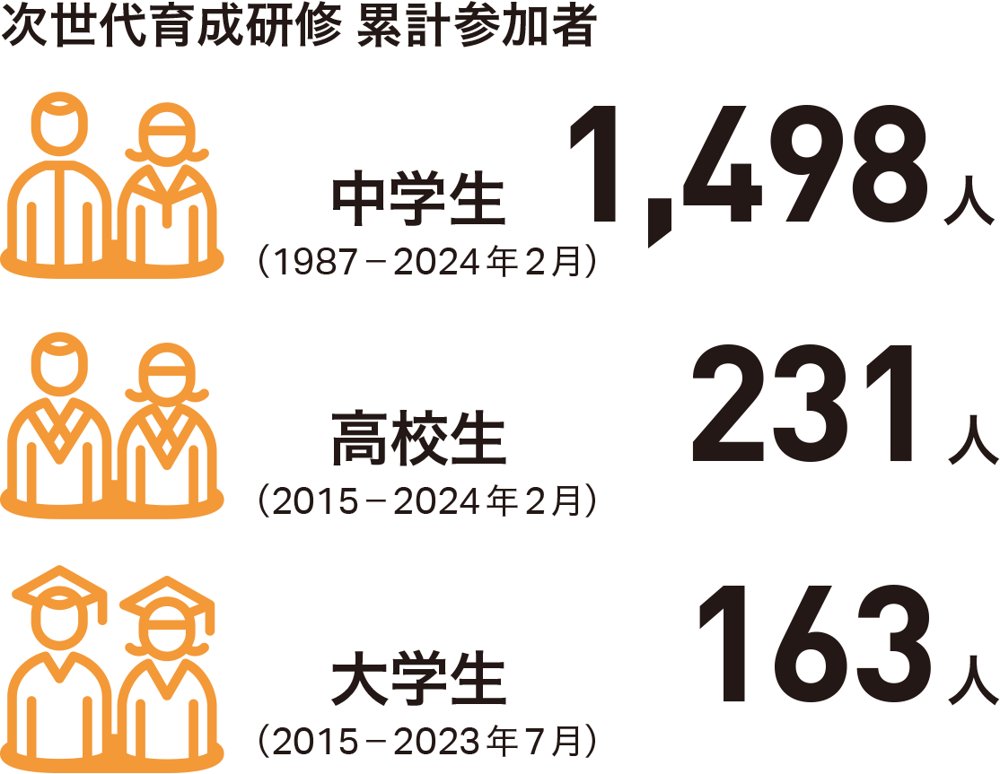 次世代育成研修 累計参加者
中学生 1,498人
（1987－2024年2月）
高校生 231人
（2015－2024年2月）
大学生 163人
（2015－2023年7月）